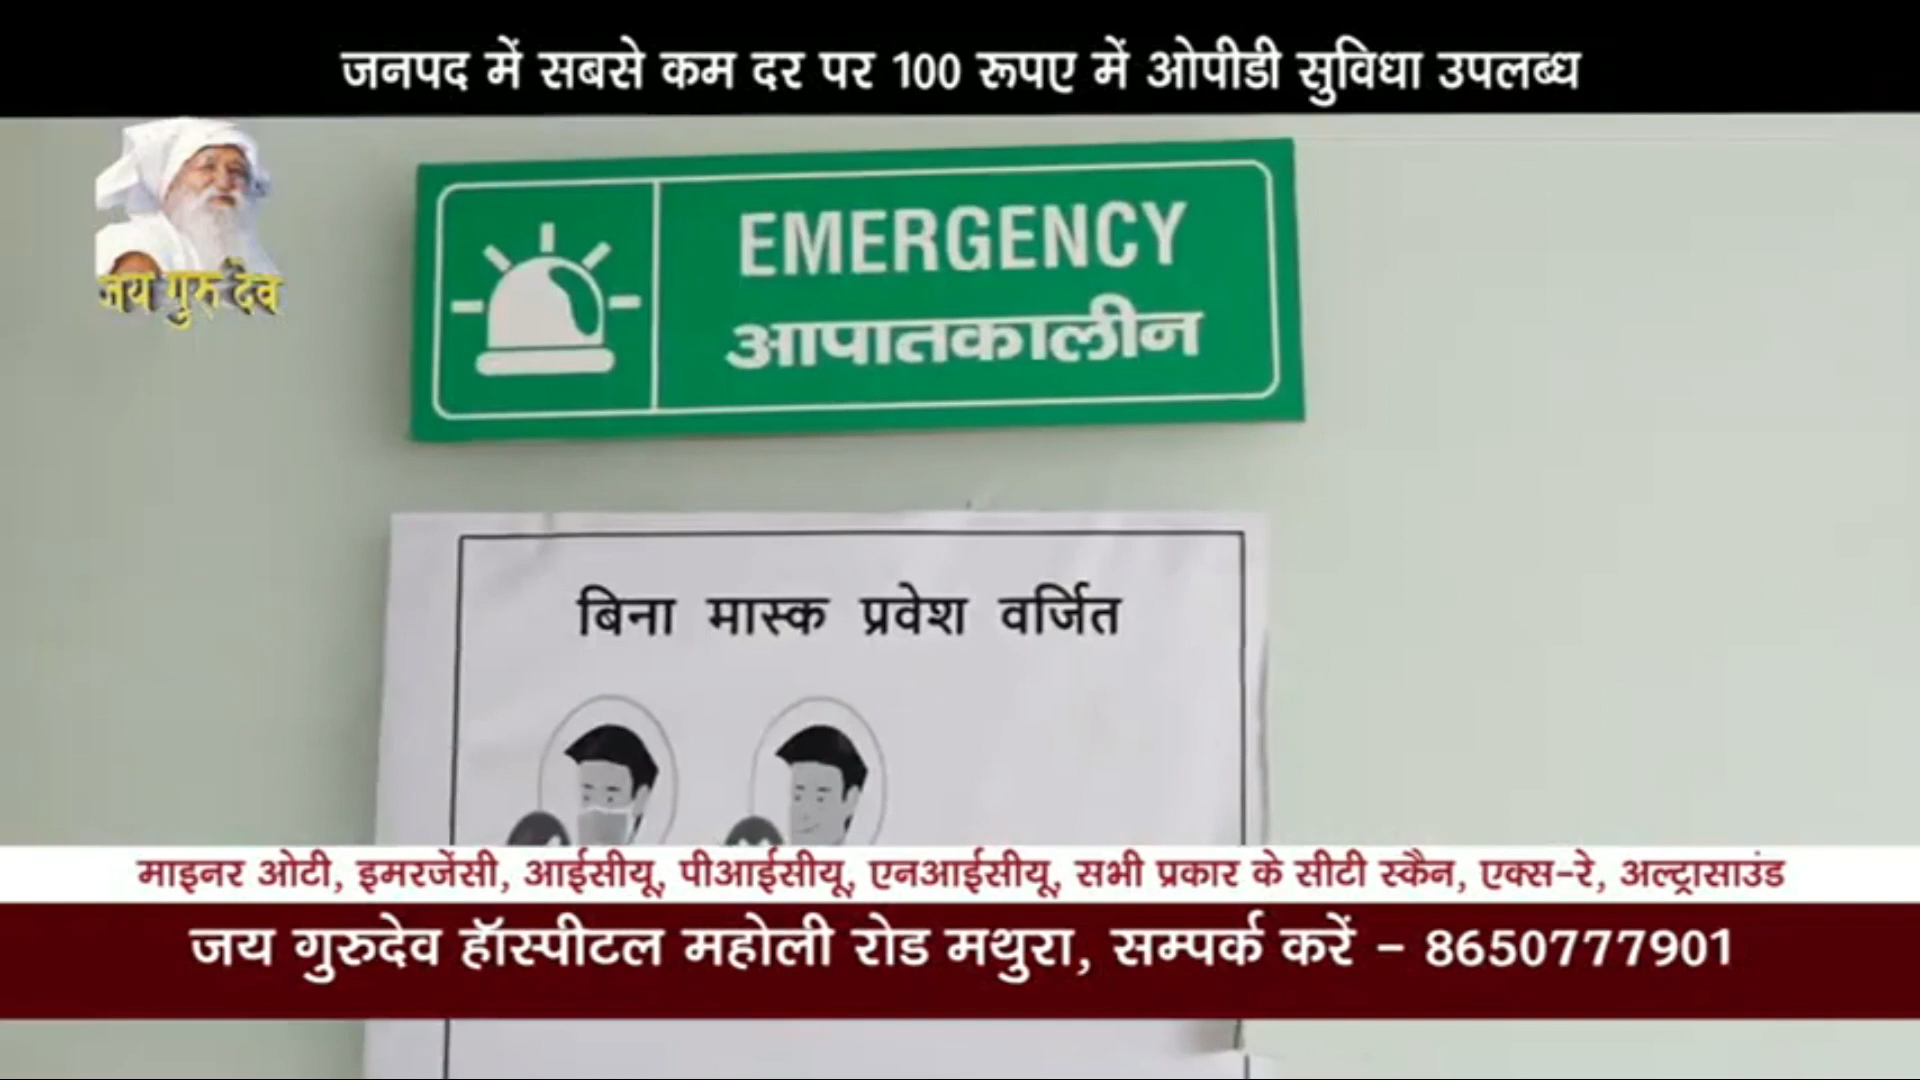 जनपद में सबसे कम दर पर 100 रूपए में ओपीडी सुविधा उपलब्ध
जय गुरु देव
EMERGENCY
आपातकालीन
बिना मास्क प्रवेश वर्जित
माइनर ओटी, इमरजेंसी, आईसीयू, पीआईसीयू, एनआईसीयू, सभी प्रकार के सीटी स्कैन, एक्स-रे, अल्ट्रासाउंड
जय गुरुदेव हॉस्पीटल महोली रोड मथुरा, सम्पर्क करें - 8650777901